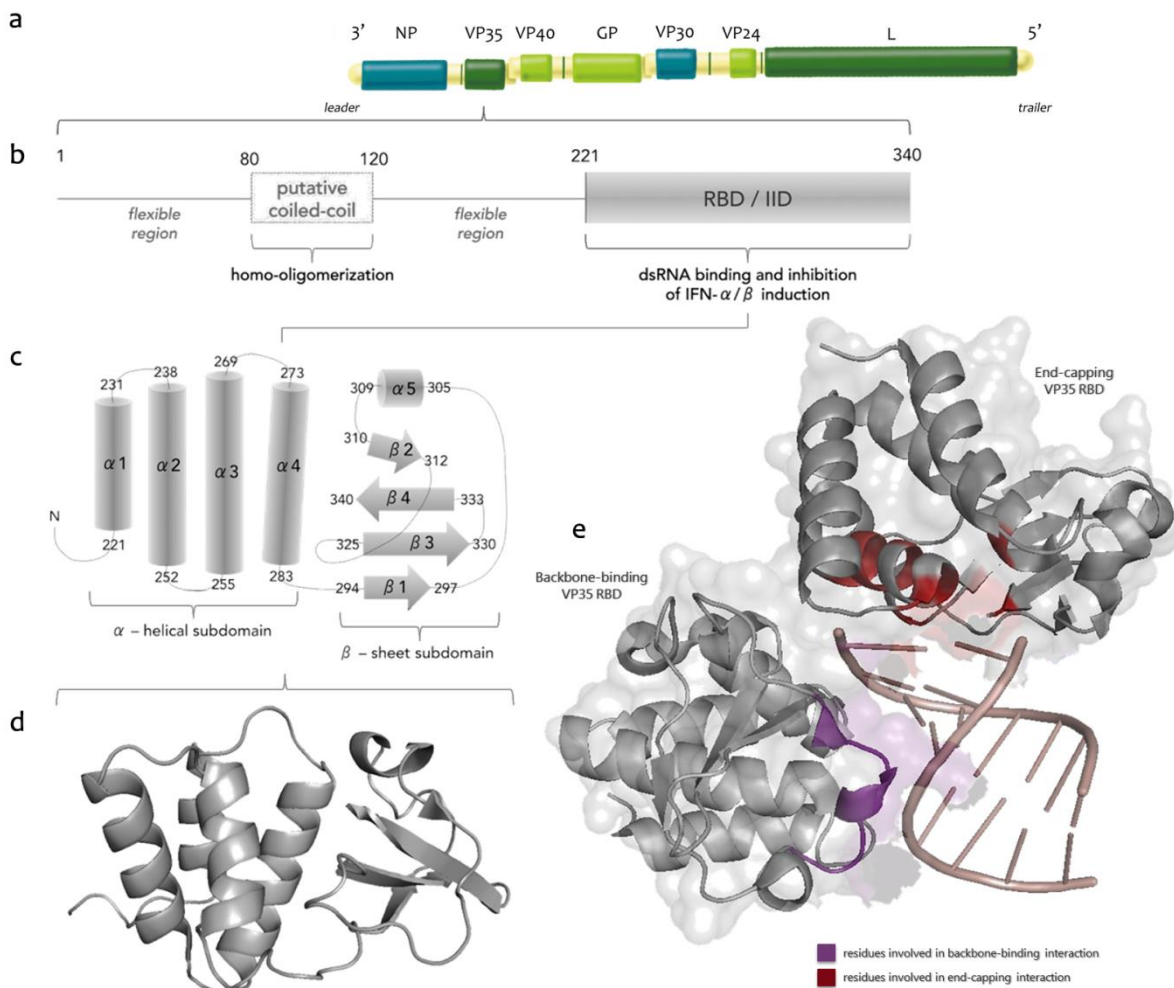 a
3’ NP VP35 VP40 GP VP30 VP24 L 5’
leader trailer
b
1 80 120 221 340
putative
coiled-coil
RBD / IID
flexible
region
flexible
region
homo-oligomerization
dsRNA binding and inhibition
of IFN-α/β induction
c
231 238 269 273
α1 α2 α3 α4
N
221 252 255 283
α – helical subdomain
309 α5 305
310 β2 312
340 β4 333
325 β3 330
294 β1 297
β – sheet subdomain
d
e
End-capping
VP35 RBD
Backbone-binding
VP35 RBD
residues involved in backbone-binding interaction
residues involved in end-capping interaction